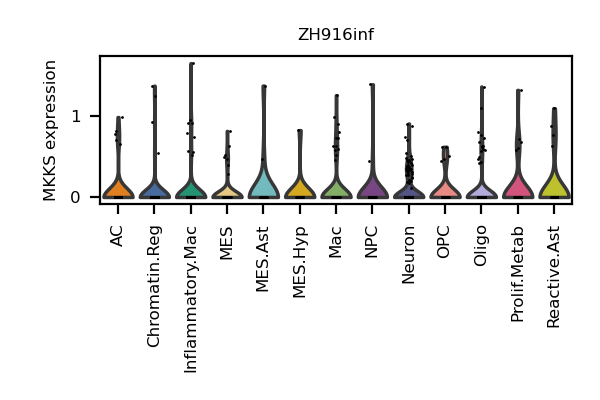 ZH916inf
MKKS expression
1
0
AC
Chromatin.Reg
Inflammatory.Mac
MES
MES.Ast
MES.Hyp
Mac
NPC
Neuron
OPC
Oligo
Prolif.Metab
Reactive.Ast